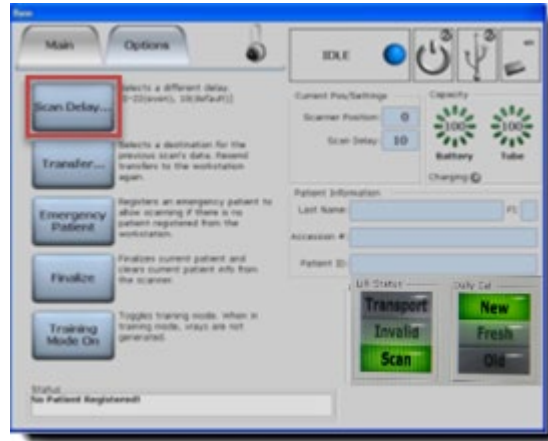 Main
Options
IDLE
Scan Delay...
Selects a different delay.
Current Pos/Settings
Scanner Position: 0
Scan Delay: 10
Capacity
100
100
Battery
Tube
Charging
Transfer...
Selects a destination for the
previous scan's data. Resend
transfers to the workstation
again.
Emergency
Patient
Registers an emergency patient to
allow scanning if there is no
patient registered from the
workstation.
Patient Information
Last Name:
Accession #:
Patient ID:
Finalize
Finalizes current patient and
clears current patient info from
the scanner.
Training
Mode On
Toggles training mode. When in
training mode, xrays are not
generated.
Lift Status
Transport
Invalid
Scan
Daily Cal
New
Fresh
Old
Status
No Patient Registered!